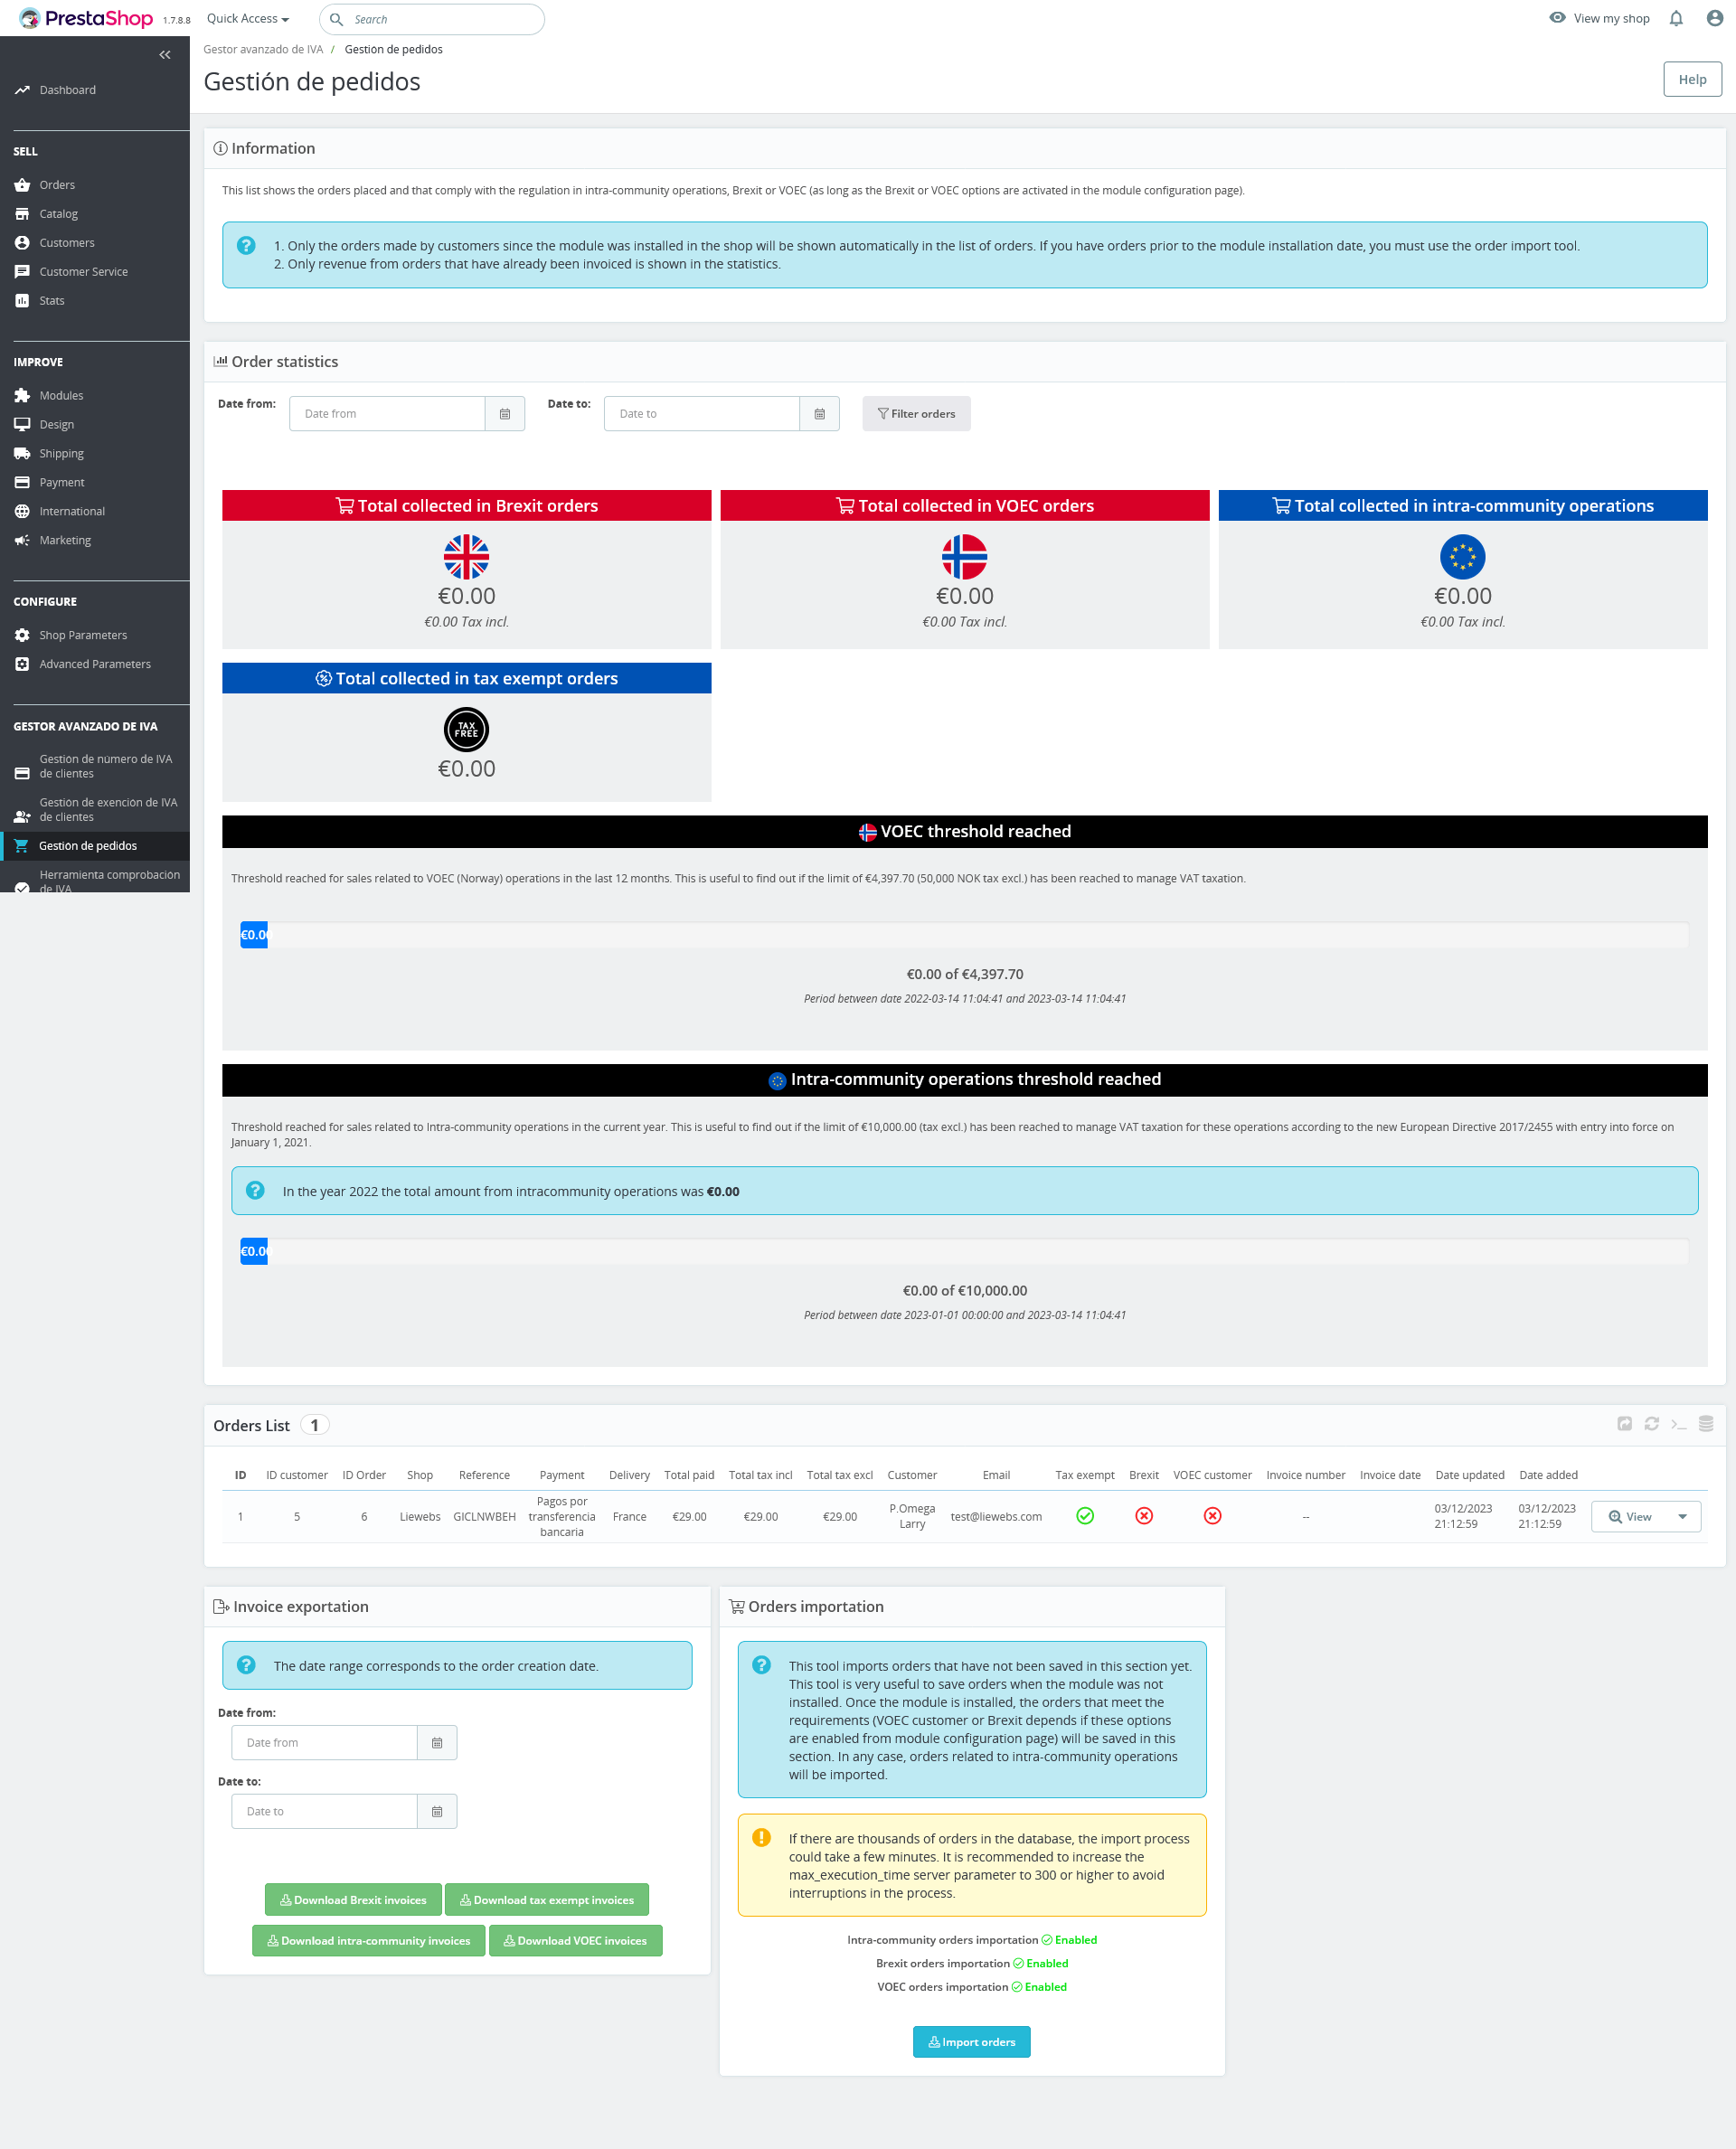 PrestaShop 1.7.8.8
Quick Access
Search
View my shop
Gestor avanzado de IVA / Gestión de pedidos
Gestión de pedidos
Help
Dashboard
SELL
Orders
Catalog
Customers
Customer Service
Stats
IMPROVE
Modules
Design
Shipping
Payment
International
Marketing
CONFIGURE
Shop Parameters
Advanced Parameters
GESTOR AVANZADO DE IVA
Gestión de número de IVA
de clientes
Gestión de exención de IVA
de clientes
Gestión de pedidos
Herramienta comprobación
de IVA
Information
This list shows the orders placed and that comply with the regulation in intra-community operations, Brexit or VOEC (as long as the Brexit or VOEC options are activated in the module configuration page).
1. Only the orders made by customers since the module was installed in the shop will be shown automatically in the list of orders. If you have orders prior to the module installation date, you must use the order import tool.
2. Only revenue from orders that have already been invoiced is shown in the statistics.
Order statistics
Date from: Date from Date to: Date to Filter orders
Total collected in Brexit orders
€0.00
€0.00 Tax incl.
Total collected in VOEC orders
€0.00
€0.00 Tax incl.
Total collected in intra-community operations
€0.00
€0.00 Tax incl.
Total collected in tax exempt orders
TAX
FREE
€0.00
VOEC threshold reached
Threshold reached for sales related to VOEC (Norway) operations in the last 12 months. This is useful to find out if the limit of €4,397.70 (50,000 NOK tax excl.) has been reached to manage VAT taxation.
€0.00
€0.00 of €4,397.70
Period between date 2022-03-14 11:04:41 and 2023-03-14 11:04:41
Intra-community operations threshold reached
Threshold reached for sales related to Intra-community operations in the current year. This is useful to find out if the limit of €10,000.00 (tax excl.) has been reached to manage VAT taxation for these operations according to the new European Directive 2017/2455 with entry into force on
January 1, 2021.
In the year 2022 the total amount from intracommunity operations was €0.00
€0.00
€0.00 of €10,000.00
Period between date 2023-01-01 00:00:00 and 2023-03-14 11:04:41
Orders List 1
ID ID customer ID Order Shop Reference Payment Delivery Total paid Total tax incl Total tax excl Customer Email Tax exempt Brexit VOEC customer Invoice number Invoice date Date updated Date added
1 5 6 Liewebs GICLNWBEH Pagos por transferencia bancaria France €29.00 €29.00 €29.00 P.Omega Larry test@liewebs.com -- 03/12/2023 21:12:59 03/12/2023 21:12:59 View
Invoice exportation
The date range corresponds to the order creation date.
Date from:
Date from
Date to:
Date to
Download Brexit invoices Download tax exempt invoices
Download intra-community invoices Download VOEC invoices
Orders importation
This tool imports orders that have not been saved in this section yet.
This tool is very useful to save orders when the module was not
installed. Once the module is installed, the orders that meet the
requirements (VOEC customer or Brexit depends if these options
are enabled from module configuration page) will be saved in this
section. In any case, orders related to intra-community operations
will be imported.
If there are thousands of orders in the database, the import process
could take a few minutes. It is recommended to increase the
max_execution_time server parameter to 300 or higher to avoid
interruptions in the process.
Intra-community orders importation Enabled
Brexit orders importation Enabled
VOEC orders importation Enabled
Import orders